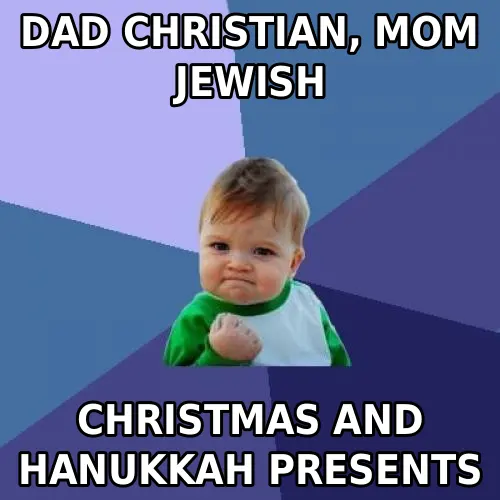 DAD CHRISTIAN, MOM
JEWISH
CHRISTMAS AND
HANUKKAH PRESENTS